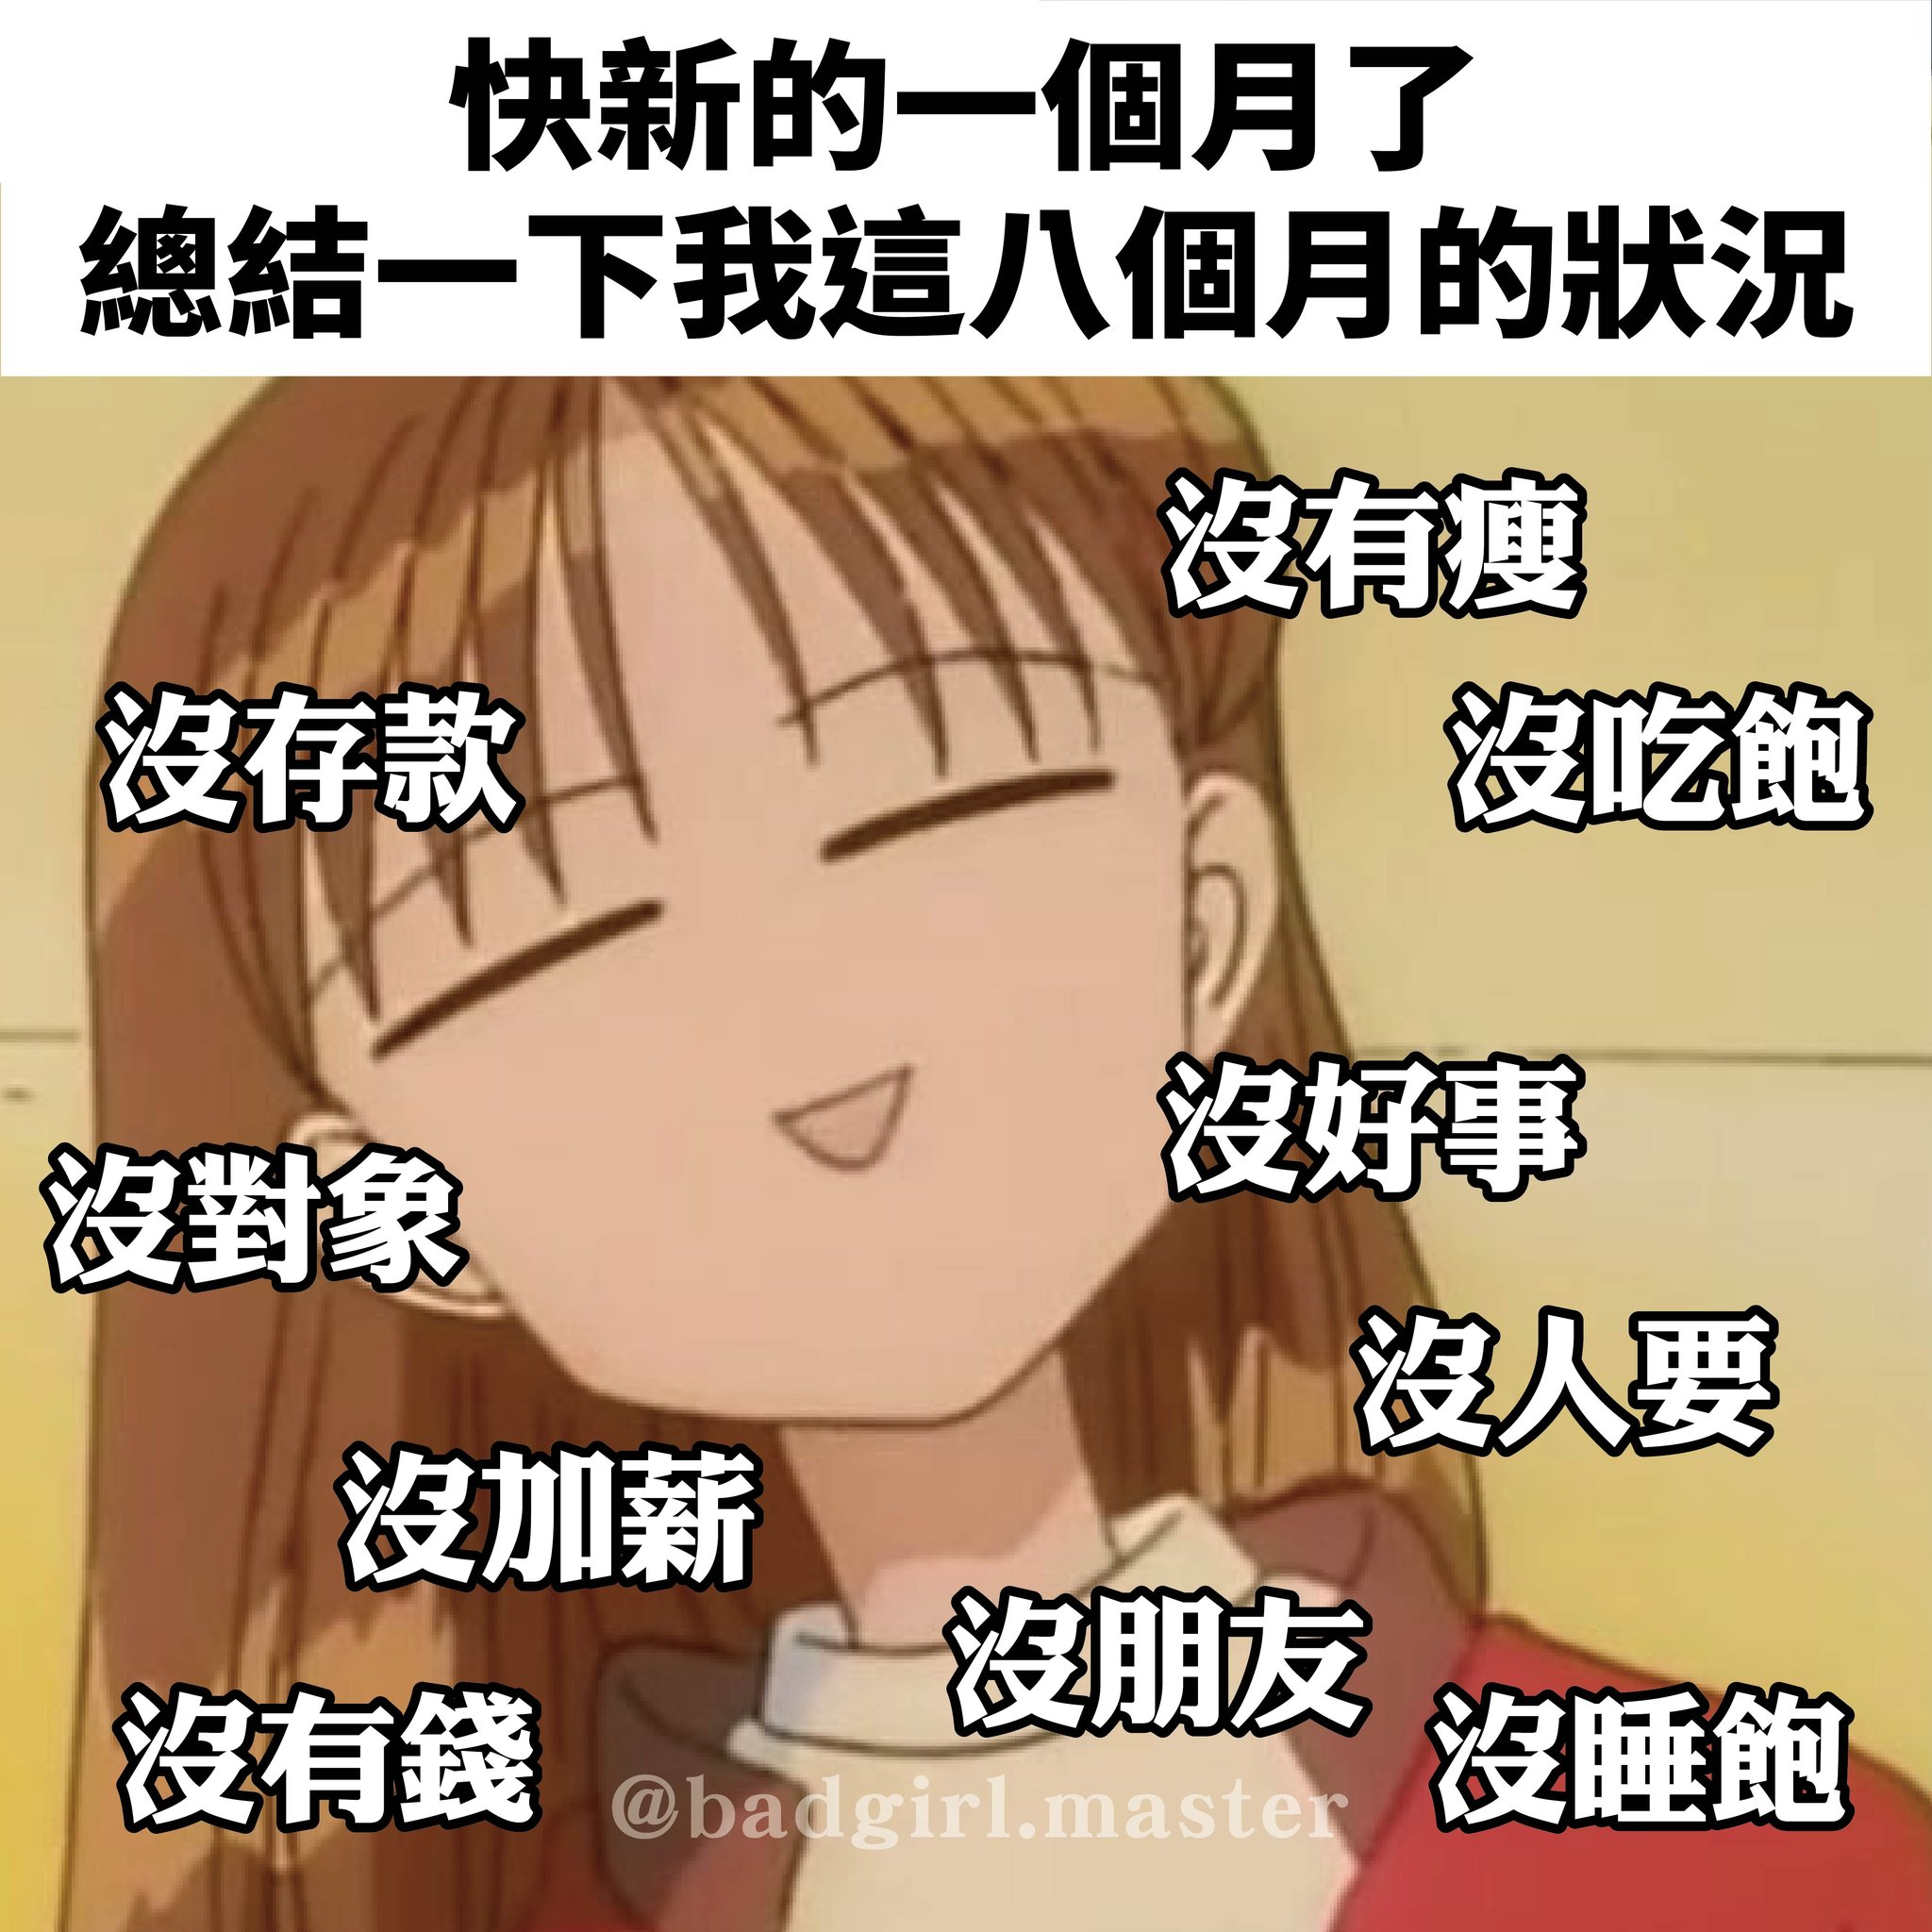 快新的一個月了
總結一下我這八個月的狀況
沒有瘦
沒存款
沒吃飽
沒好事
沒對象
沒人要
沒加薪
沒朋友
沒有錢
沒睡飽
@badgirl.master